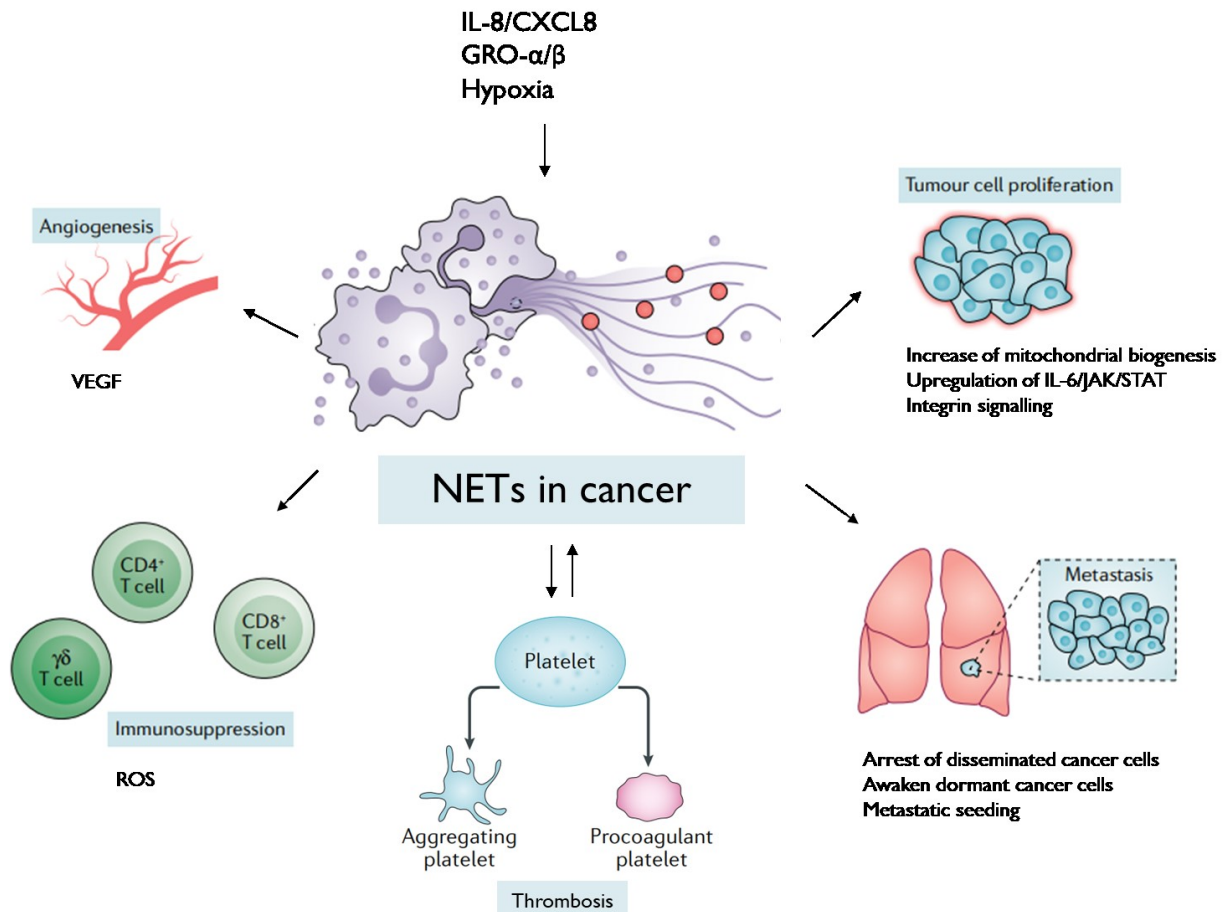 IL-8/CXCL8
GRO-α/β
Hypoxia
Angiogenesis
VEGF
Tumour cell proliferation
Increase of mitochondrial biogenesis
Upregulation of IL-6/JAK/STAT
Integrin signalling
NETs in cancer
CD4⁺
T cell
CD8⁺
T cell
γδ
T cell
Immunosuppression
ROS
Platelet
Aggregating
platelet
Procoagulant
platelet
Thrombosis
Metastasis
Arrest of disseminated cancer cells
Awaken dormant cancer cells
Metastatic seeding